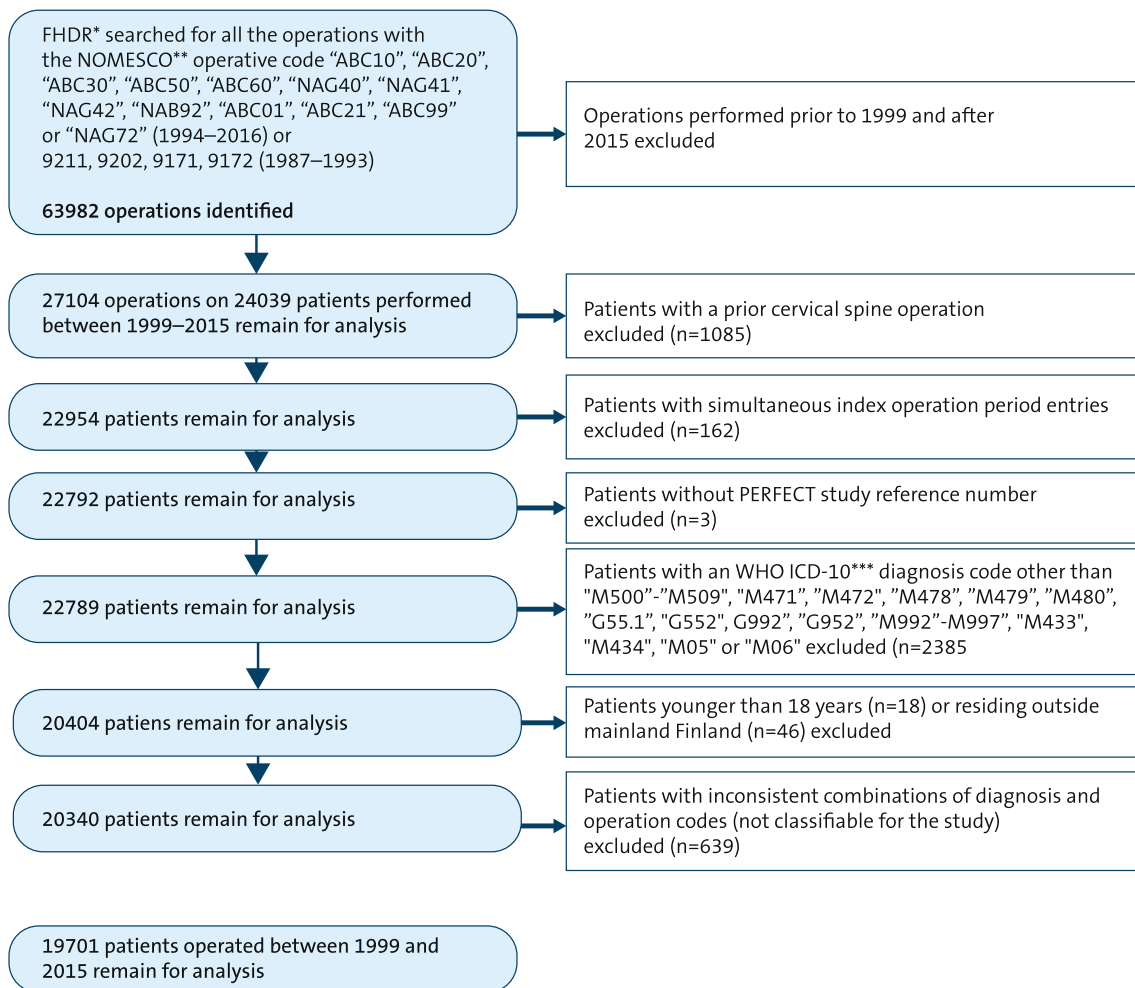 FHDR* searched for all the operations with
the NOMESCO** operative code “ABC10”, “ABC20”,
“ABC30”, “ABC50”, “ABC60”, “NAG40”, “NAG41”,
“NAG42”, “NAB92”, “ABC01”, “ABC21”, “ABC99”
or “NAG72” (1994–2016) or
9211, 9202, 9171, 9172 (1987–1993)
63982 operations identified
Operations performed prior to 1999 and after
2015 excluded
27104 operations on 24039 patients performed
between 1999–2015 remain for analysis
Patients with a prior cervical spine operation
excluded (n=1085)
22954 patients remain for analysis
Patients with simultaneous index operation period entries
excluded (n=162)
22792 patients remain for analysis
Patients without PERFECT study reference number
excluded (n=3)
22789 patients remain for analysis
Patients with an WHO ICD-10*** diagnosis code other than
"M500”-”M509", "M471”, ”M472", ”M478”, ”M479”, ”M480”,
”G55.1”, "G552", G992”, ”G952”, ”M992”-M997”, "M433",
"M434", "M05" or "M06" excluded (n=2385
20404 patiens remain for analysis
Patients younger than 18 years (n=18) or residing outside
mainland Finland (n=46) excluded
20340 patients remain for analysis
Patients with inconsistent combinations of diagnosis and
operation codes (not classifiable for the study)
excluded (n=639)
19701 patients operated between 1999 and
2015 remain for analysis